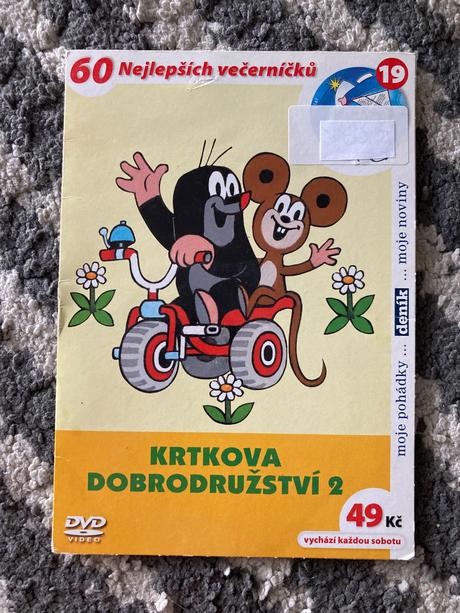 60 Nejlepších večerníčků
19
moje pohádky ... deník ... moje noviny
KRTKOVA
DOBRODRUŽSTVÍ 2
49 Kč
vychází každou sobotu
DVD
VIDEO